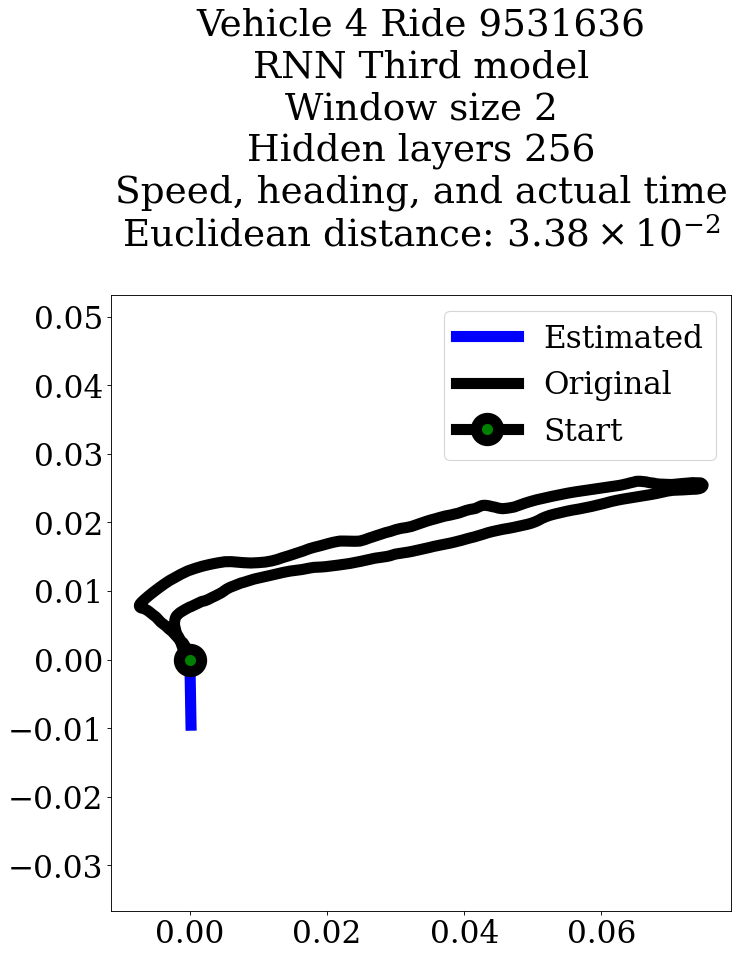 Vehicle 4 Ride 9531636
RNN Third model
Window size 2
Hidden layers 256
Speed, heading, and actual time
Euclidean distance: 3.38 × 10⁻²
Estimated
Original
Start
0.05
0.04
0.03
0.02
0.01
0.00
−0.01
−0.02
−0.03
0.00 0.02 0.04 0.06